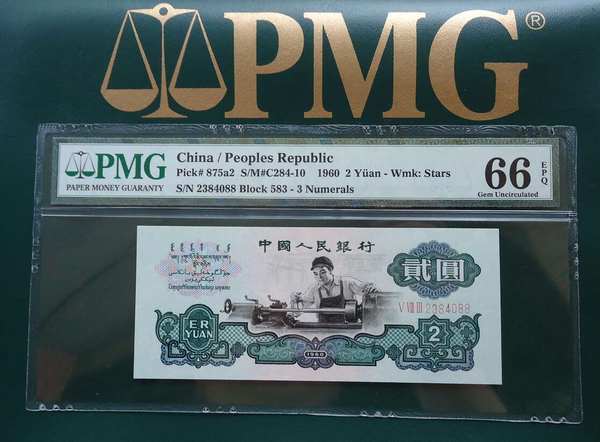 PMG®
PMG
PAPER MONEY GUARANTY
China / Peoples Republic
Pick# 875a2 S/M#C284-10 1960 2 Yüan - Wmk: Stars
S/N 2384088 Block 583 - 3 Numerals
66
EPQ
Gem Uncirculated
中國人民銀行
貳圓
V VIII III 2384088
ER
YUAN
1960
2